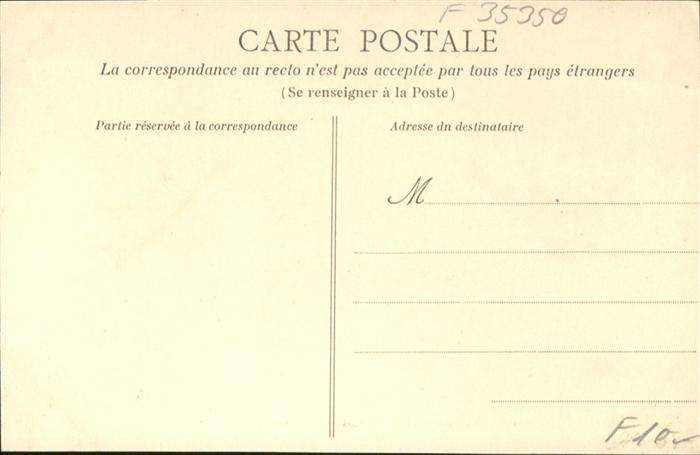 F 35350
CARTE POSTALE
La correspondance au recto n'est pas acceptée par tous les pays étrangers
(Se renseigner à la Poste)
Partie réservée à la correspondance
Adresse dn destinataire
M
F10.-